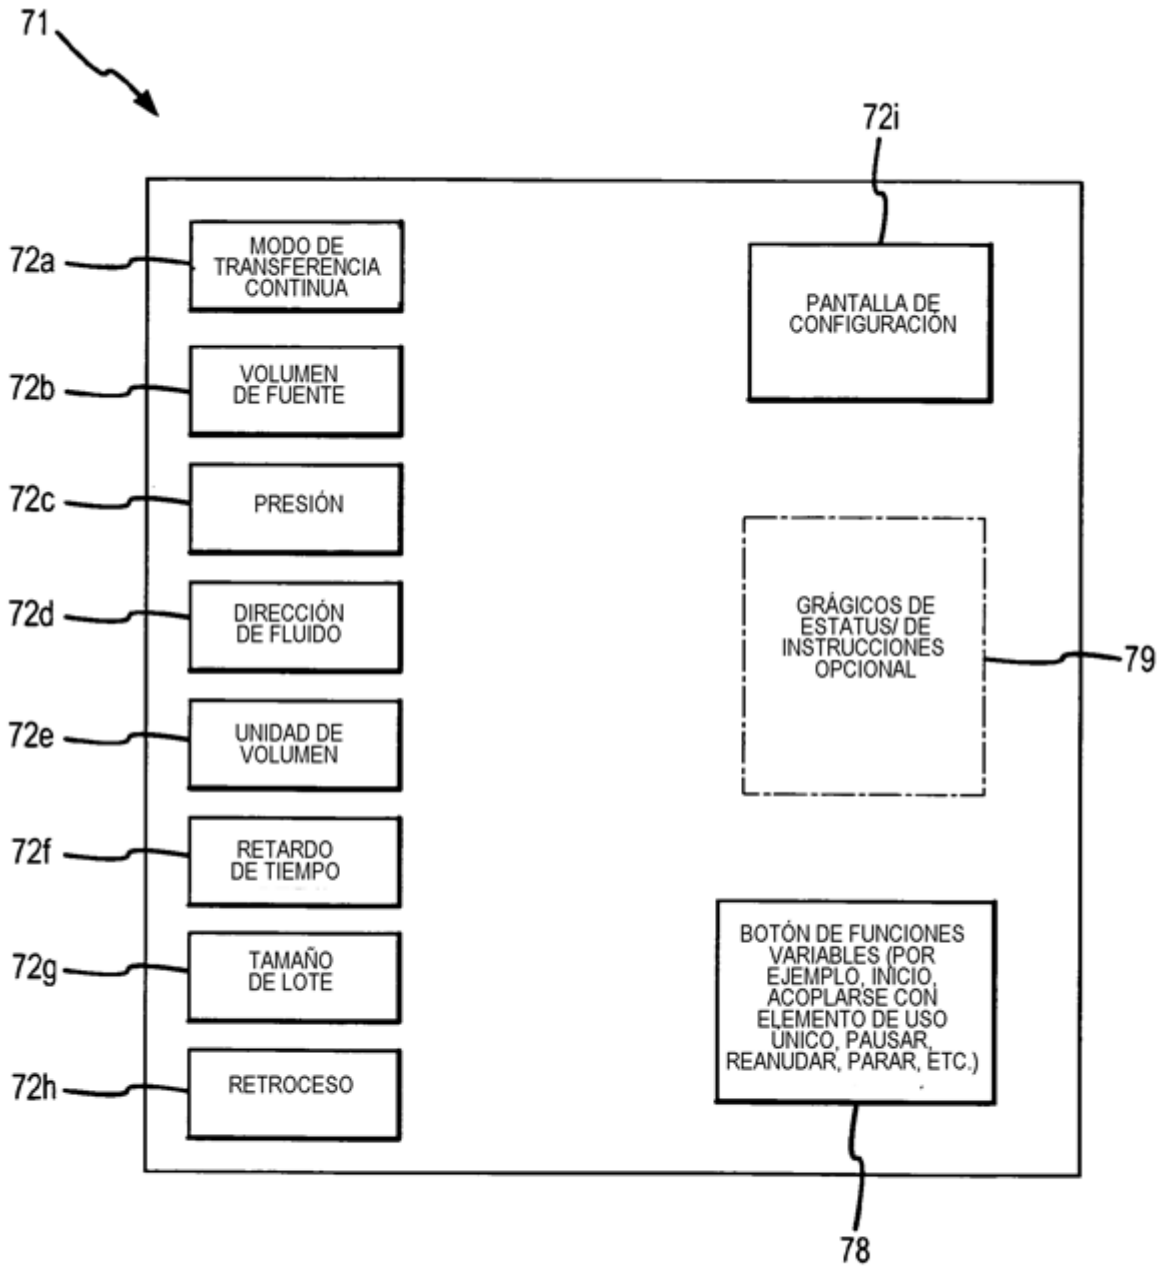 71
72i
72a
MODO DE
TRANSFERENCIA
CONTINUA
PANTALLA DE
CONFIGURACIÓN
72b
VOLUMEN
DE FUENTE
72c
PRESIÓN
72d
DIRECCIÓN
DE FLUIDO
GRÁGICOS DE
ESTATUS/ DE
INSTRUCCIONES
OPCIONAL
79
72e
UNIDAD DE
VOLUMEN
72f
RETARDO
DE TIEMPO
72g
TAMAÑO
DE LOTE
BOTÓN DE FUNCIONES
VARIABLES (POR
EJEMPLO, INICIO,
ACOPLARSE CON
ELEMENTO DE USO
ÚNICO, PAUSAR,
REANUDAR, PARAR, ETC.)
72h
RETROCESO
78